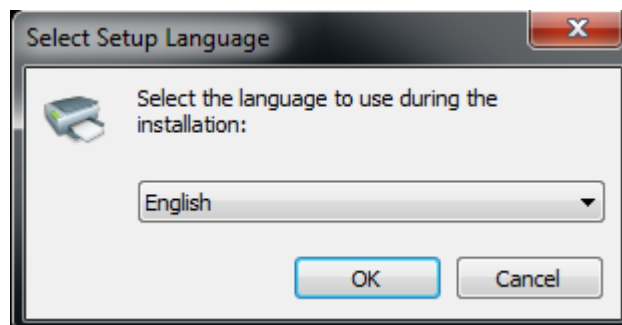 Select Setup Language
Select the language to use during the
installation:
English
OK
Cancel